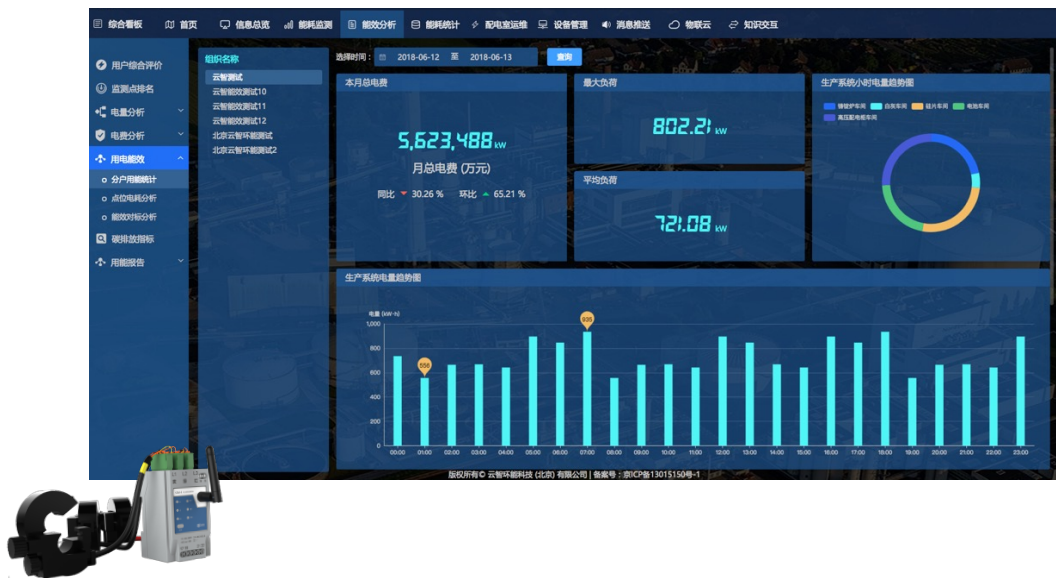 综合看板 首页 信息总览 能耗监测 能效分析 能耗统计 配电室运维 设备管理 消息推送 物联云 知识交互
用户综合评价
监测点排名
电量分析
电费分析
用电能效
分户用能统计
点位电耗分析
能效对标分析
碳排放指标
用能报告
组织名称
云智测试
云智能效测试10
云智能效测试11
云智能效测试12
北京云智环能测试
北京云智环能测试2
选择时间： 2018-06-12 至 2018-06-13 查询
本月总电费
5,623,488 kw
月总电费 (万元)
同比 30.26 % 环比 65.21 %
最大负荷
802.21 kw
平均负荷
721.08 kW
生产系统小时电量趋势图
白灰车间 硅片车间 电池车间
高压配电柜车间
生产系统电量趋势图
电量 (kW·h)
1,000
800
600
400
200
0
556
935
00:00 01:00 02:00 03:00 04:00 05:00 06:00 07:00 08:00 09:00 10:00 11:00 12:00 13:00 14:00 15:00 16:00 17:00 18:00 19:00 20:00 21:00 22:00 23:00
版权所有© 云智环能科技 (北京) 有限公司 | 备案号：京ICP备13015150号-1